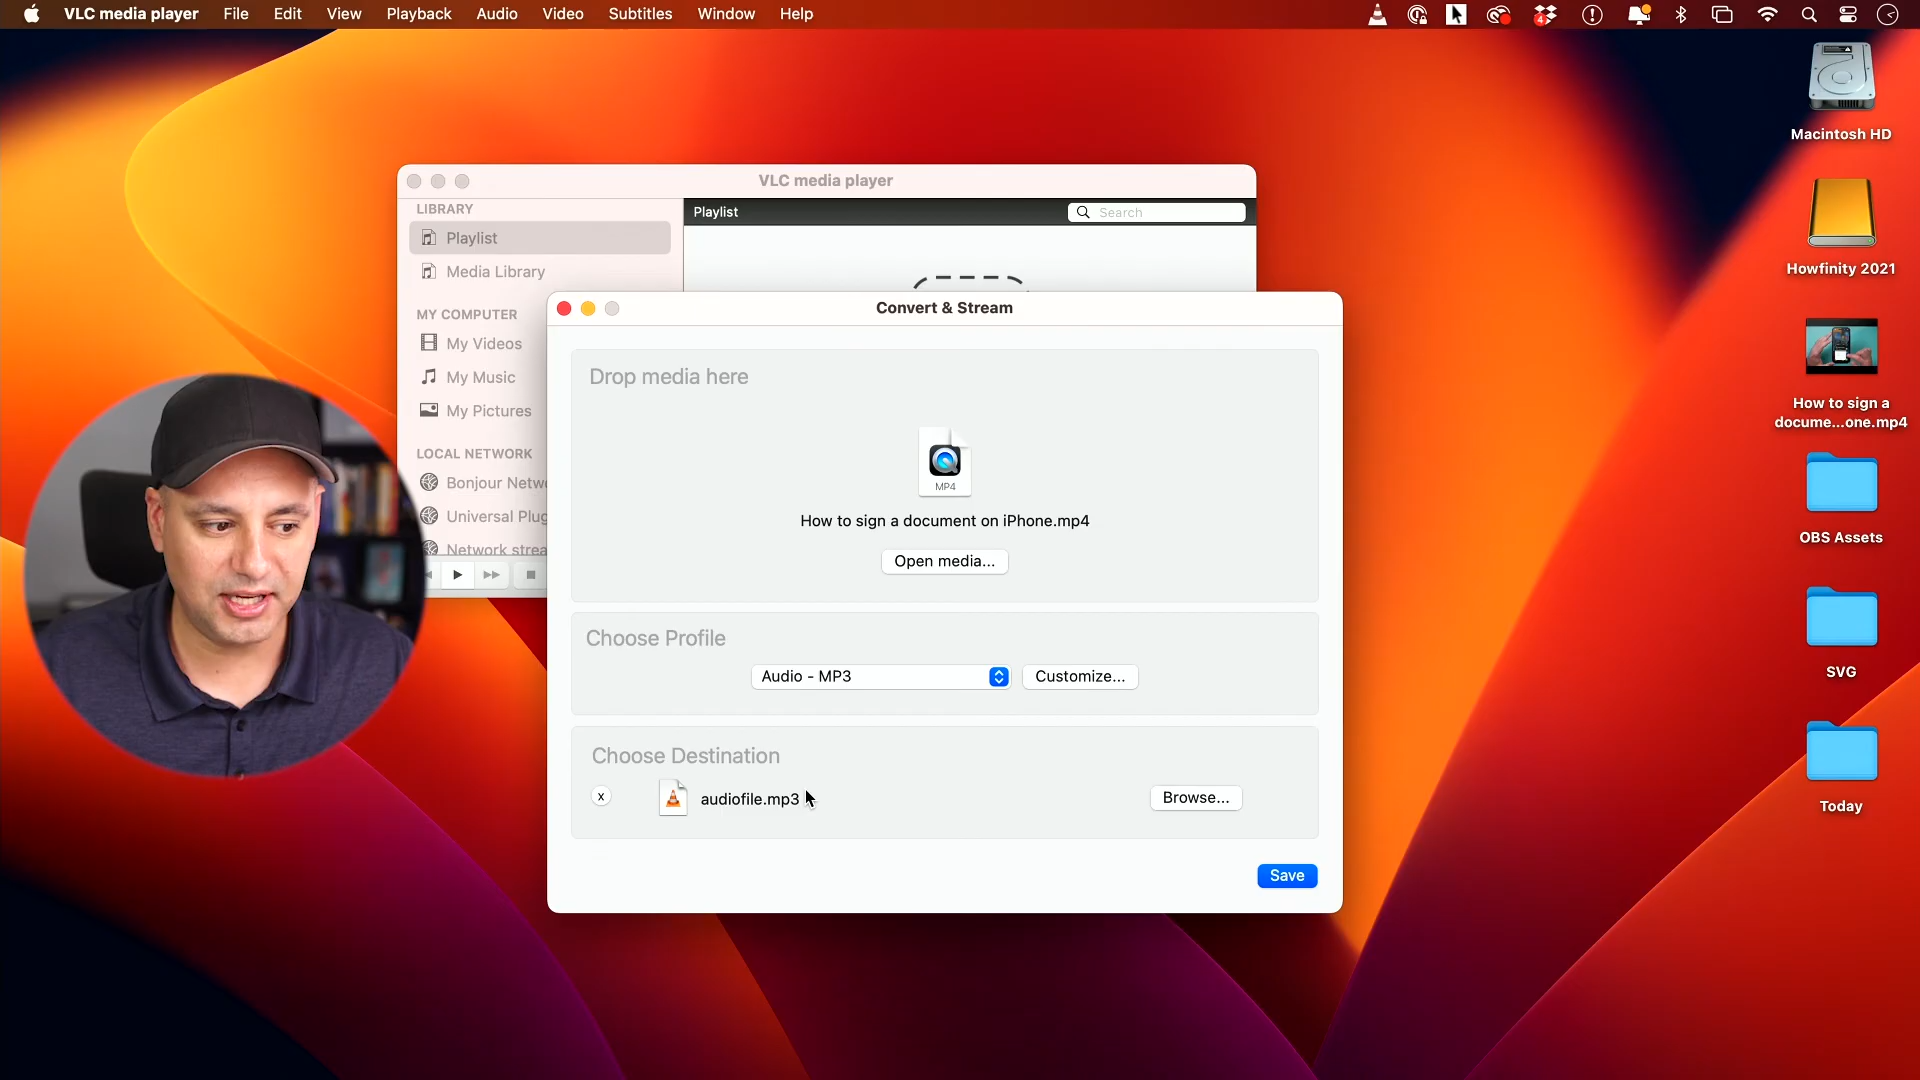 VLC media player File Edit View Playback Audio Video Subtitles Window Help
4
Macintosh HD
Howfinity 2021
How to sign a
docume...one.mp4
OBS Assets
SVG
Today
VLC media player
LIBRARY
Playlist
Media Library
MY COMPUTER
My Videos
My Music
My Pictures
LOCAL NETWORK
Bonjour Netw
Universal Plug
Network strea
Playlist
Search
Convert & Stream
Drop media here
MP4
How to sign a document on iPhone.mp4
Open media...
Choose Profile
Audio - MP3
Customize...
Choose Destination
x
audiofile.mp3
Browse...
Save